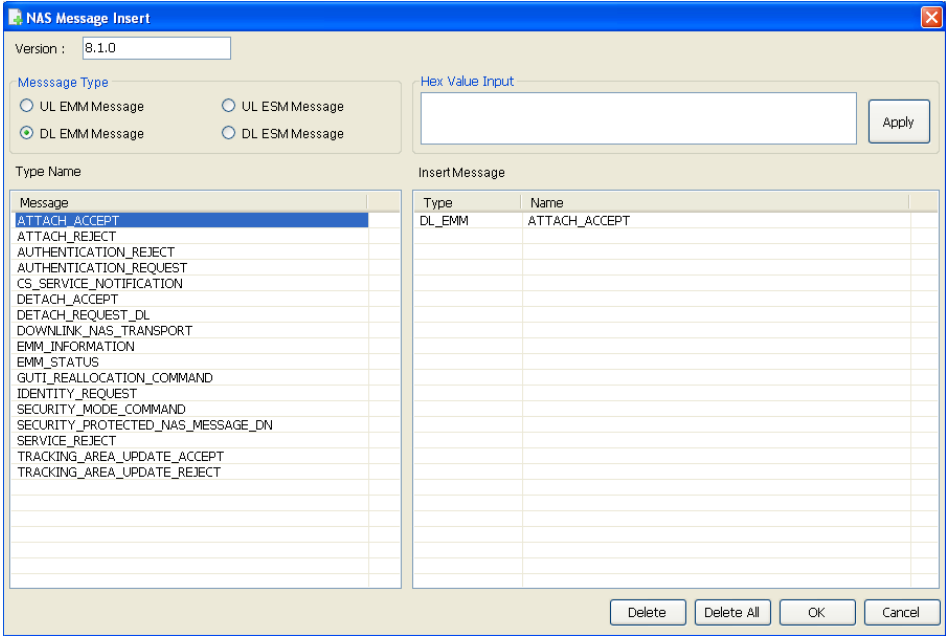 NAS Message Insert
Version : 8.1.0
Messsage Type
UL EMM Message UL ESM Message
DL EMM Message DL ESM Message
Hex Value Input
Apply
Type Name
Message
ATTACH_ACCEPT
ATTACH_REJECT
AUTHENTICATION_REJECT
AUTHENTICATION_REQUEST
CS_SERVICE_NOTIFICATION
DETACH_ACCEPT
DETACH_REQUEST_DL
DOWNLINK_NAS_TRANSPORT
EMM_INFORMATION
EMM_STATUS
GUTI_REALLOCATION_COMMAND
IDENTITY_REQUEST
SECURITY_MODE_COMMAND
SECURITY_PROTECTED_NAS_MESSAGE_DN
SERVICE_REJECT
TRACKING_AREA_UPDATE_ACCEPT
TRACKING_AREA_UPDATE_REJECT
Insert Message
Type Name
DL_EMM ATTACH_ACCEPT
Delete Delete All OK Cancel